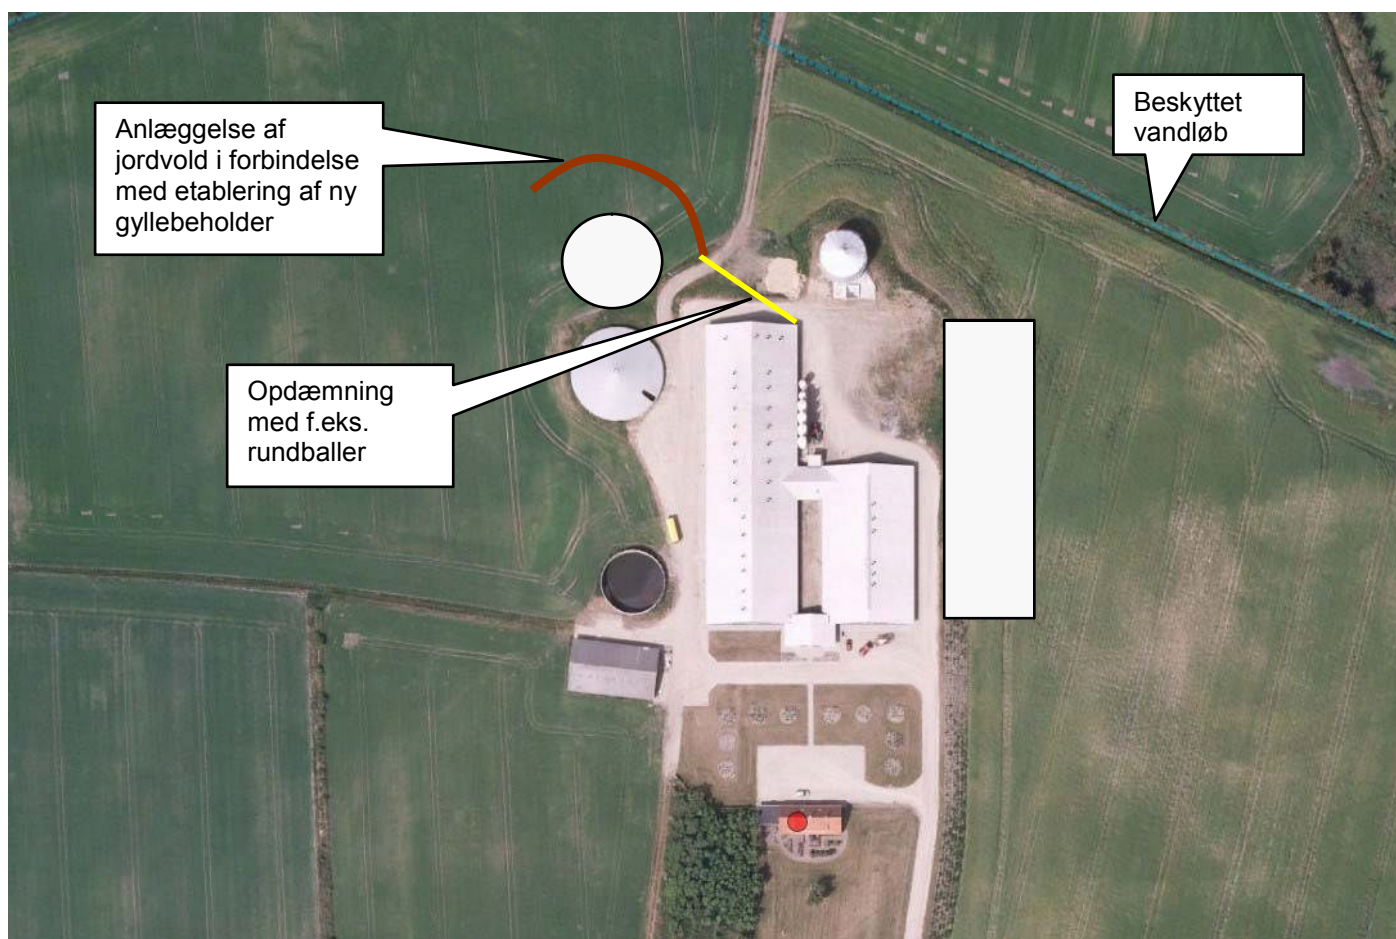 Anlæggelse af
jordvold i forbindelse
med etablering af ny
gyllebeholder
Beskyttet
vandløb
Opdæmning
med f.eks.
rundballer